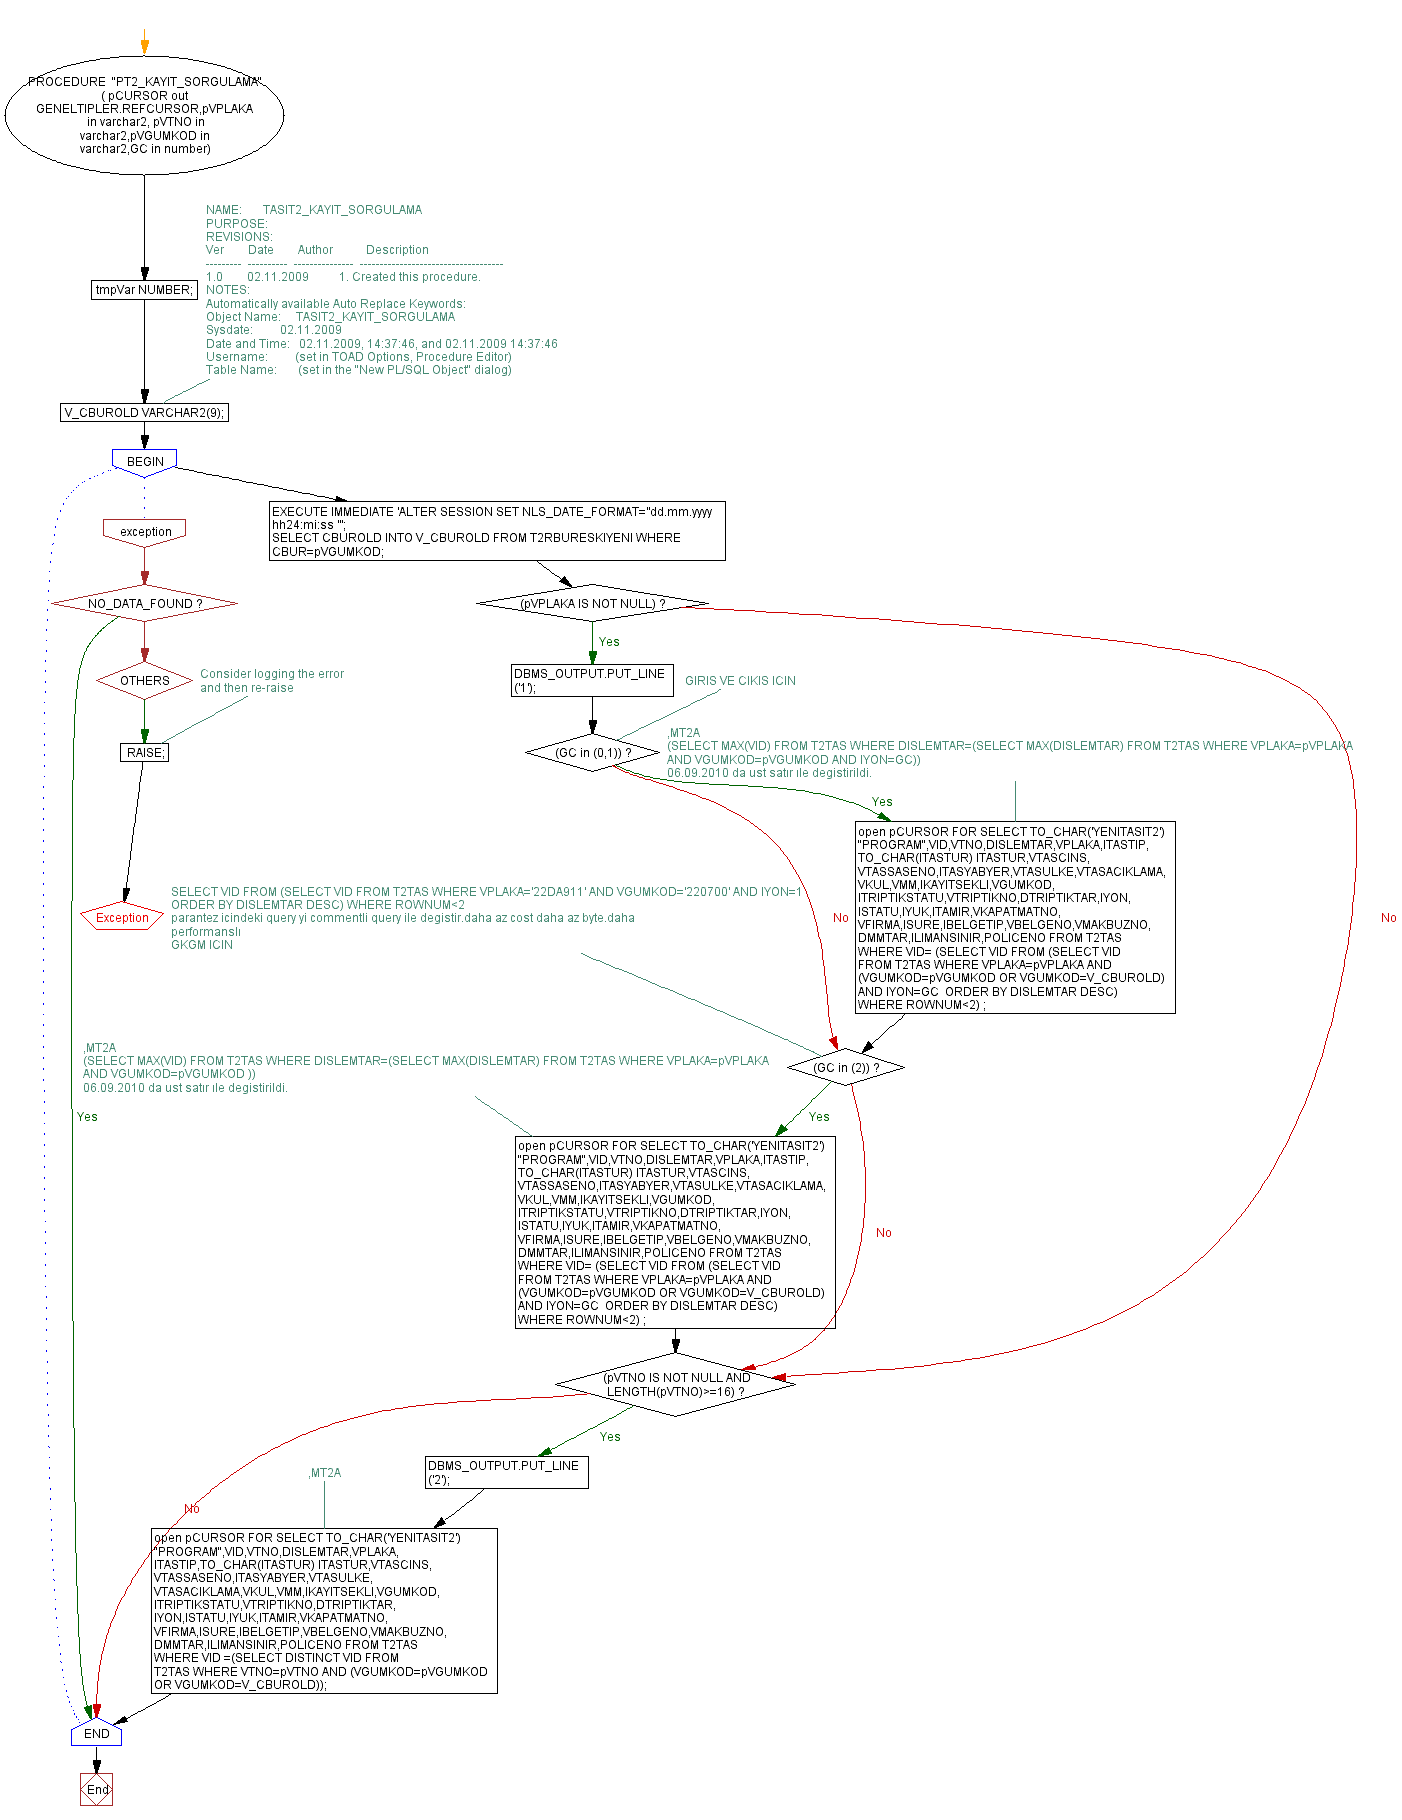 PROCEDURE "PT2_KAYIT_SORGULAMA"
( pCURSOR out
GENELTIPLER.REFCURSOR,pVPLAKA
in varchar2, pVTNO in
varchar2,pVGUMKOD in
varchar2,GC in number)
NAME: TASIT2_KAYIT_SORGULAMA
PURPOSE:
REVISIONS:
Ver Date Author Description
--------- ---------- --------------- ------------------------------------
1.0 02.11.2009 1. Created this procedure.
NOTES:
Automatically available Auto Replace Keywords:
Object Name: TASIT2_KAYIT_SORGULAMA
Sysdate: 02.11.2009
Date and Time: 02.11.2009, 14:37:46, and 02.11.2009 14:37:46
Username: (set in TOAD Options, Procedure Editor)
Table Name: (set in the "New PL/SQL Object" dialog)
tmpVar NUMBER;
V_CBUROLD VARCHAR2(9);
BEGIN
EXECUTE IMMEDIATE 'ALTER SESSION SET NLS_DATE_FORMAT="dd.mm.yyyy
hh24:mi:ss "';
SELECT CBUROLD INTO V_CBUROLD FROM T2RBURESKIYENI WHERE
CBUR=pVGUMKOD;
exception
NO_DATA_FOUND ?
(pVPLAKA IS NOT NULL) ?
Yes
OTHERS
Consider logging the error
and then re-raise
DBMS_OUTPUT.PUT_LINE
('1');
GIRIS VE CIKIS ICIN
RAISE;
(GC in (0,1)) ?
,MT2A
(SELECT MAX(VID) FROM T2TAS WHERE DISLEMTAR=(SELECT MAX(DISLEMTAR) FROM T2TAS WHERE VPLAKA=pVPLAKA
AND VGUMKOD=pVGUMKOD AND IYON=GC))
06.09.2010 da ust satır ıle degistirildi.
Yes
open pCURSOR FOR SELECT TO_CHAR('YENITASIT2')
"PROGRAM",VID,VTNO,DISLEMTAR,VPLAKA,ITASTIP,
TO_CHAR(ITASTUR) ITASTUR,VTASCINS,
VTASSASENO,ITASYABYER,VTASULKE,VTASACIKLAMA,
VKUL,VMM,IKAYITSEKLI,VGUMKOD,
ITRIPTIKSTATU,VTRIPTIKNO,DTRIPTIKTAR,IYON,
ISTATU,IYUK,ITAMIR,VKAPATMATNO,
VFIRMA,ISURE,IBELGETIP,VBELGENO,VMAKBUZNO,
DMMTAR,ILIMANSINIR,POLICENO FROM T2TAS
WHERE VID= (SELECT VID FROM (SELECT VID
FROM T2TAS WHERE VPLAKA=pVPLAKA AND
(VGUMKOD=pVGUMKOD OR VGUMKOD=V_CBUROLD)
AND IYON=GC  ORDER BY DISLEMTAR DESC)
WHERE ROWNUM<2) ;
Exception
SELECT VID FROM (SELECT VID FROM T2TAS WHERE VPLAKA='22DA911' AND VGUMKOD='220700' AND IYON=1
ORDER BY DISLEMTAR DESC) WHERE ROWNUM<2
parantez icindeki query yi commentli query ile degistir.daha az cost daha az byte.daha
performanslı
GKGM ICIN
No
No
,MT2A
(SELECT MAX(VID) FROM T2TAS WHERE DISLEMTAR=(SELECT MAX(DISLEMTAR) FROM T2TAS WHERE VPLAKA=pVPLAKA
AND VGUMKOD=pVGUMKOD ))
06.09.2010 da ust satır ıle degistirildi.
(GC in (2)) ?
Yes
Yes
open pCURSOR FOR SELECT TO_CHAR('YENITASIT2')
"PROGRAM",VID,VTNO,DISLEMTAR,VPLAKA,ITASTIP,
TO_CHAR(ITASTUR) ITASTUR,VTASCINS,
VTASSASENO,ITASYABYER,VTASULKE,VTASACIKLAMA,
VKUL,VMM,IKAYITSEKLI,VGUMKOD,
ITRIPTIKSTATU,VTRIPTIKNO,DTRIPTIKTAR,IYON,
ISTATU,IYUK,ITAMIR,VKAPATMATNO,
VFIRMA,ISURE,IBELGETIP,VBELGENO,VMAKBUZNO,
DMMTAR,ILIMANSINIR,POLICENO FROM T2TAS
WHERE VID= (SELECT VID FROM (SELECT VID
FROM T2TAS WHERE VPLAKA=pVPLAKA AND
(VGUMKOD=pVGUMKOD OR VGUMKOD=V_CBUROLD)
AND IYON=GC  ORDER BY DISLEMTAR DESC)
WHERE ROWNUM<2) ;
No
(pVTNO IS NOT NULL AND
LENGTH(pVTNO)>=16) ?
Yes
DBMS_OUTPUT.PUT_LINE
('2');
,MT2A
No
open pCURSOR FOR SELECT TO_CHAR('YENITASIT2')
"PROGRAM",VID,VTNO,DISLEMTAR,VPLAKA,
ITASTIP,TO_CHAR(ITASTUR) ITASTUR,VTASCINS,
VTASSASENO,ITASYABYER,VTASULKE,
VTASACIKLAMA,VKUL,VMM,IKAYITSEKLI,VGUMKOD,
ITRIPTIKSTATU,VTRIPTIKNO,DTRIPTIKTAR,
IYON,ISTATU,IYUK,ITAMIR,VKAPATMATNO,
VFIRMA,ISURE,IBELGETIP,VBELGENO,VMAKBUZNO,
DMMTAR,ILIMANSINIR,POLICENO FROM T2TAS
WHERE VID =(SELECT DISTINCT VID FROM
T2TAS WHERE VTNO=pVTNO AND (VGUMKOD=pVGUMKOD
OR VGUMKOD=V_CBUROLD));
END
End